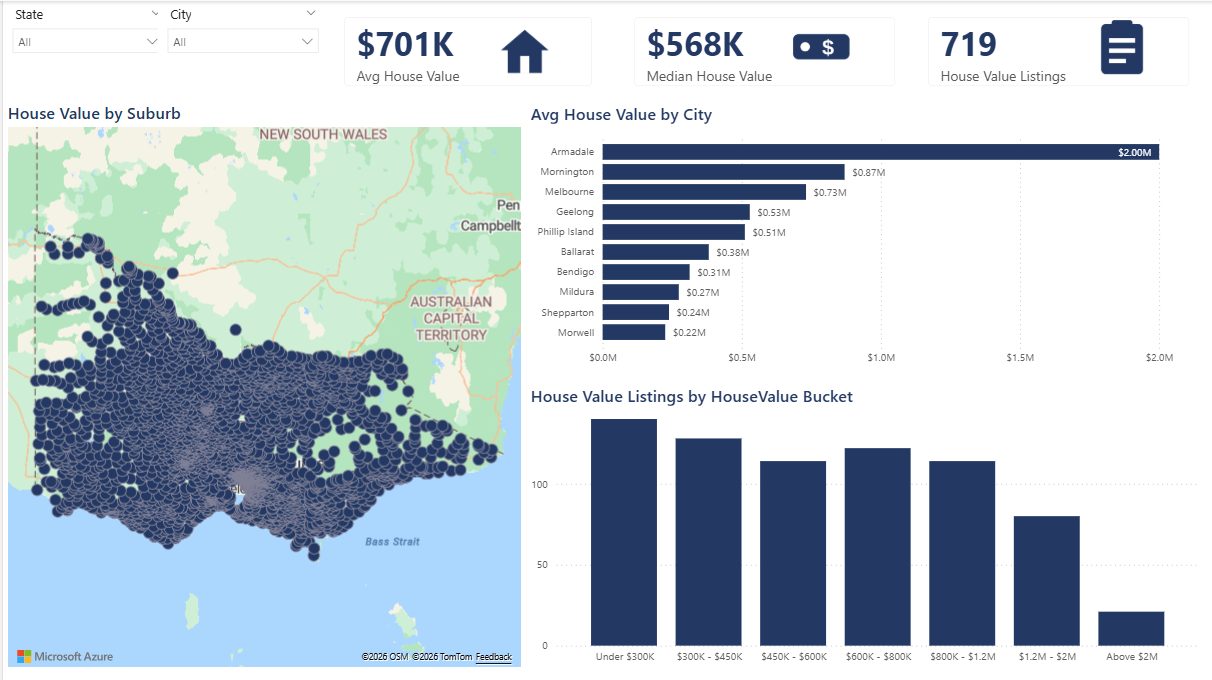 State
City
All
All
$701K
Avg House Value
$568K
Median House Value
$
719
House Value Listings
House Value by Suburb
NEW SOUTH WALES
Pen
Campbellt
AUSTRALIAN
CAPITAL
TERRITORY
Bass Strait
Microsoft Azure
©2026 OSM ©2026 TomTom Feedback
Avg House Value by City
Armadale
$2.00M
Mornington
$0.87M
Melbourne
$0.73M
Geelong
$0.53M
Phillip Island
$0.51M
Ballarat
$0.38M
Bendigo
$0.31M
Mildura
$0.27M
Shepparton
$0.24M
Morwell
$0.22M
$0.0M
$0.5M
$1.0M
$1.5M
$2.0M
House Value Listings by HouseValue Bucket
100
50
0
Under $300K
$300K - $450K
$450K - $600K
$600K - $800K
$800K - $1.2M
$1.2M - $2M
Above $2M